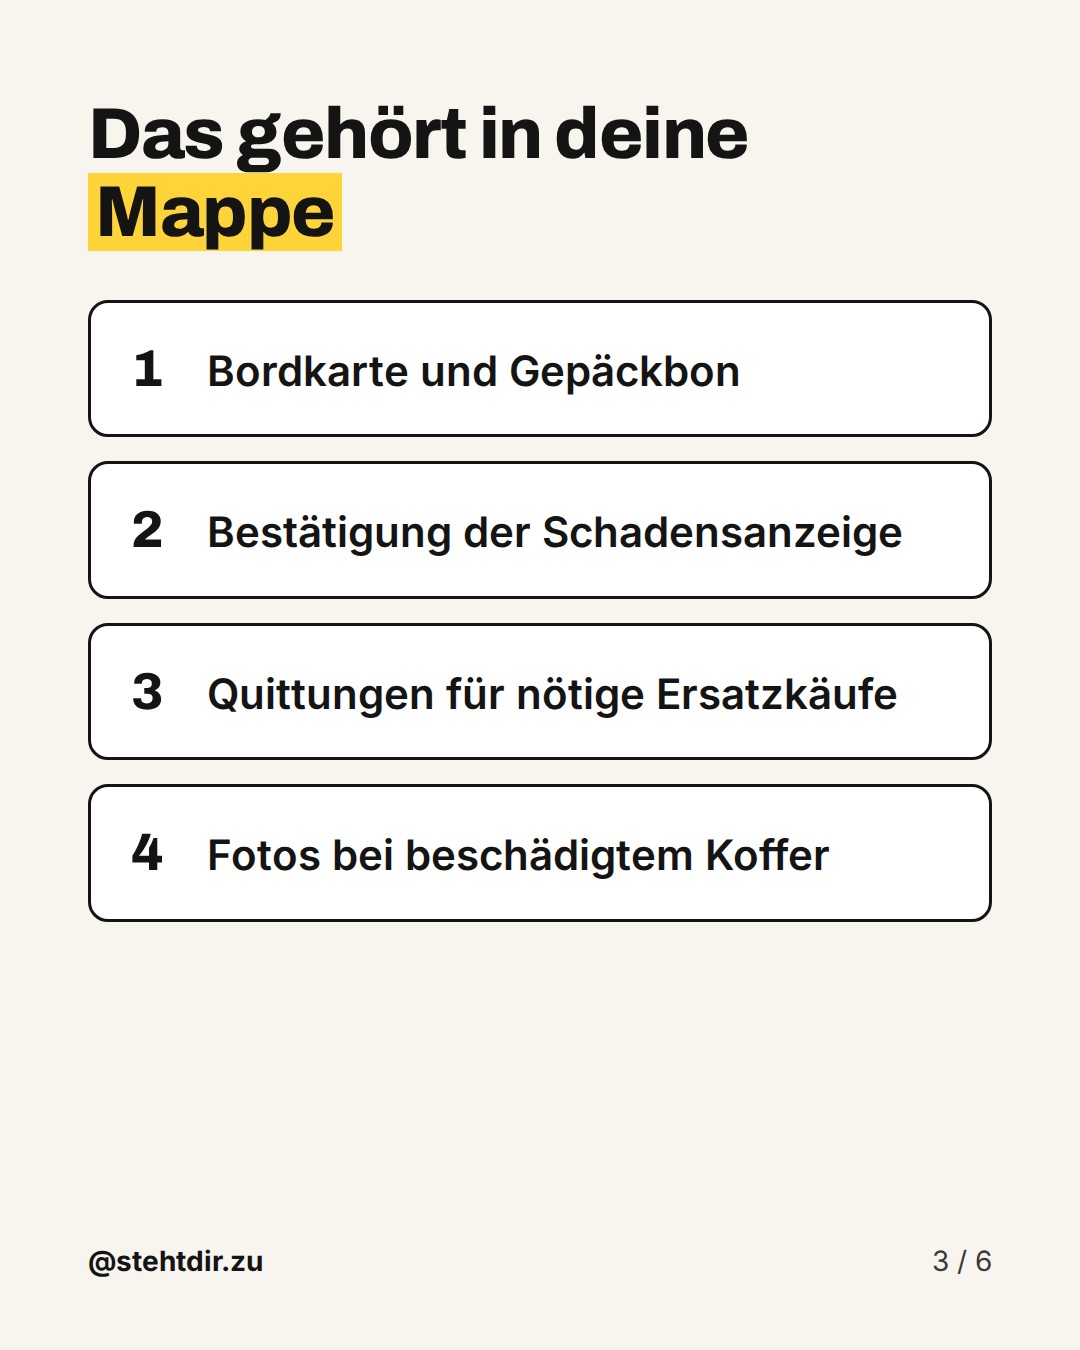 Das gehört in deine
Mappe
1 Bordkarte und Gepäckbon
2 Bestätigung der Schadensanzeige
3 Quittungen für nötige Ersatzkäufe
4 Fotos bei beschädigtem Koffer
@stehtdir.zu
3 / 6